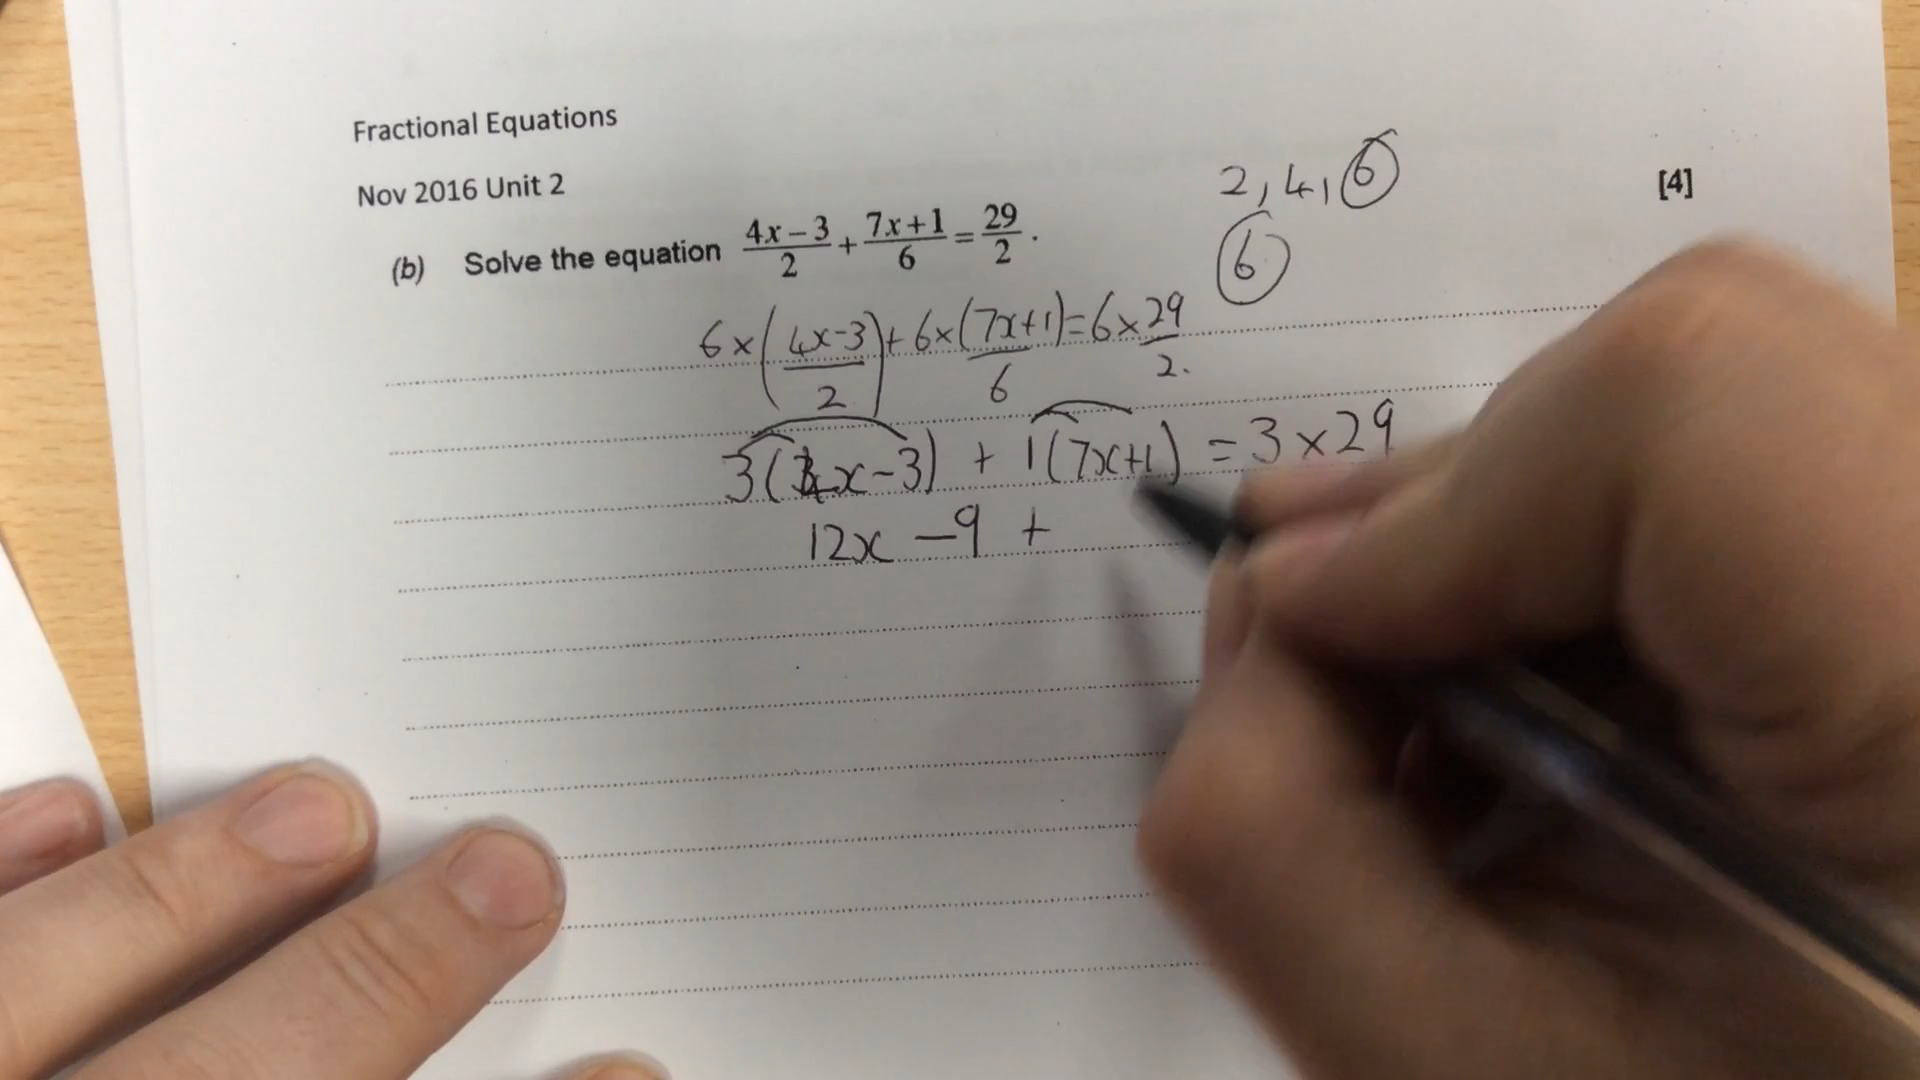 Fractional Equations
Nov 2016 Unit 2
2, 4, 6
[4]
(b) Solve the equation (4x – 3)/2 + (7x + 1)/6 = 29/2 .
6
6 × ((4x-3)/2) + 6 × (7x+1)/6 = 6 × 29/2.
3(4x-3) + 1(7x+1) = 3 × 29
12x - 9 +